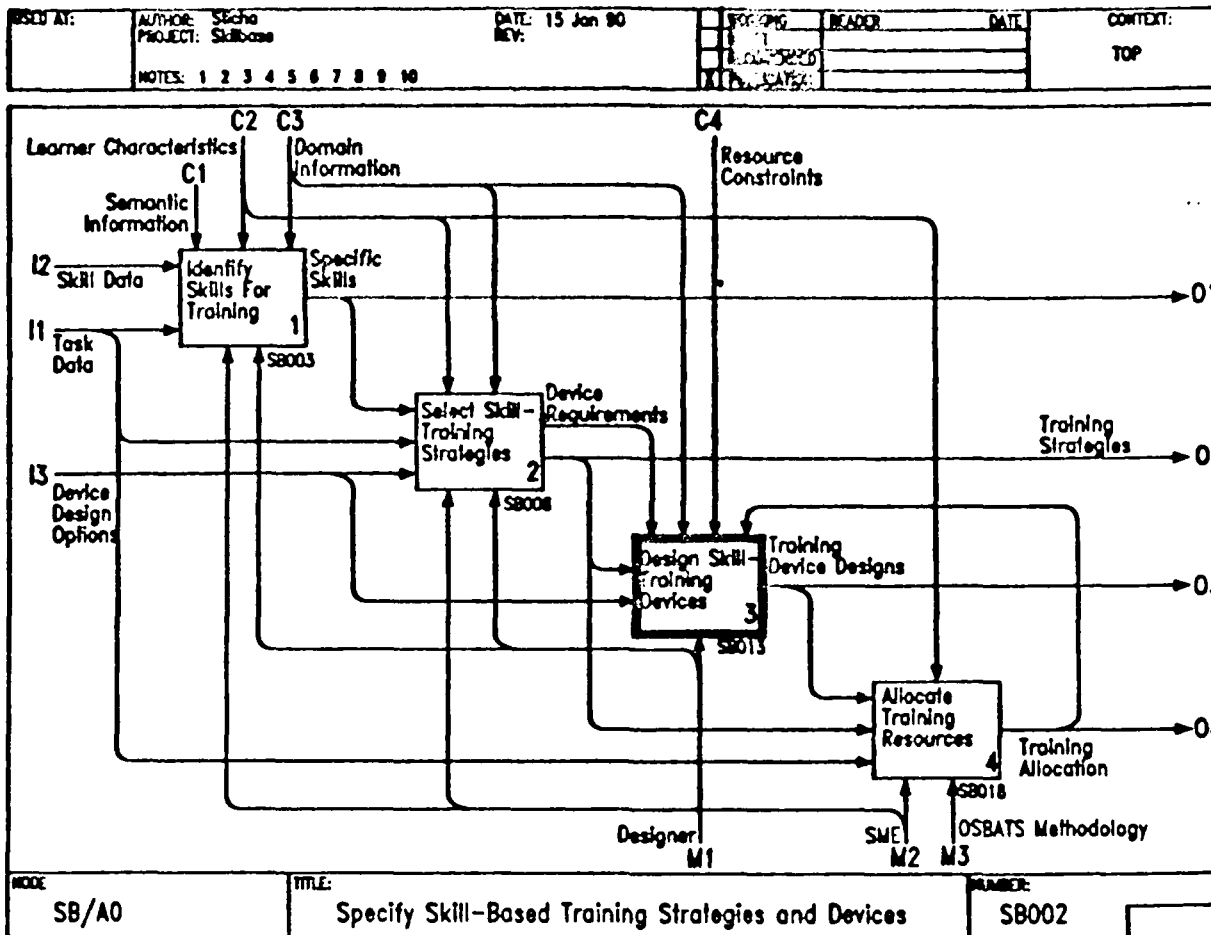 USED AT:
AUTHOR: Sticha
PROJECT: Skillbase
NOTES: 1 2 3 4 5 6 7 8 9 10
DATE: 15 Jan 90
REV:
READER DATE
CONTEXT:
TOP
C2 C3 C4
Learner Characteristics
Domain
Information
C1
Resource
Constraints
Semantic
Information
I2
Skill Data
Identify
Skills For
Training
1
Specific
Skills
I1
Task
Data
SB003
Select Skill-
Training
Strategies
2
Device
Requirements
Training
Strategies
I3
Device
Design
Options
SB008
Design Skill-
Training
Devices
3
Training
Device Designs
SB013
Allocate
Training
Resources
4
Training
Allocation
SB018
Designer
M1
SME
M2
OSBATS Methodology
M3
NODE
SB/A0
TITLE:
Specify Skill-Based Training Strategies and Devices
NUMBER:
SB002